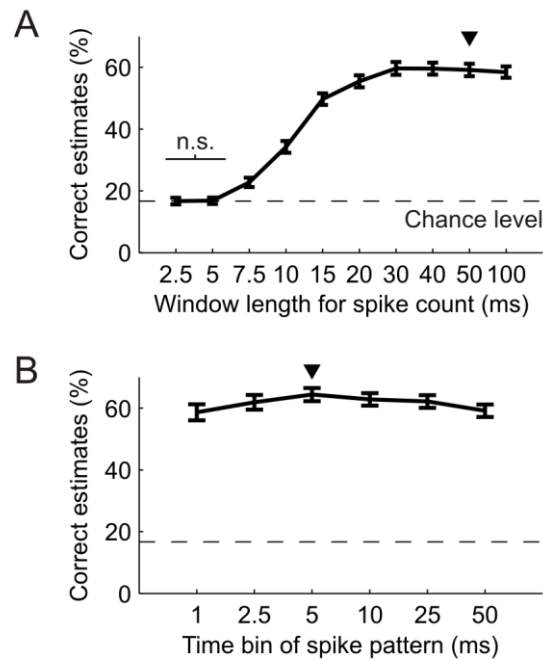 A
Correct estimates (%)
60
40
20
0
n.s.
Chance level
2.5 5 7.5 10 15 20 30 40 50 100
Window length for spike count (ms)
B
Correct estimates (%)
60
40
20
0
1 2.5 5 10 25 50
Time bin of spike pattern (ms)